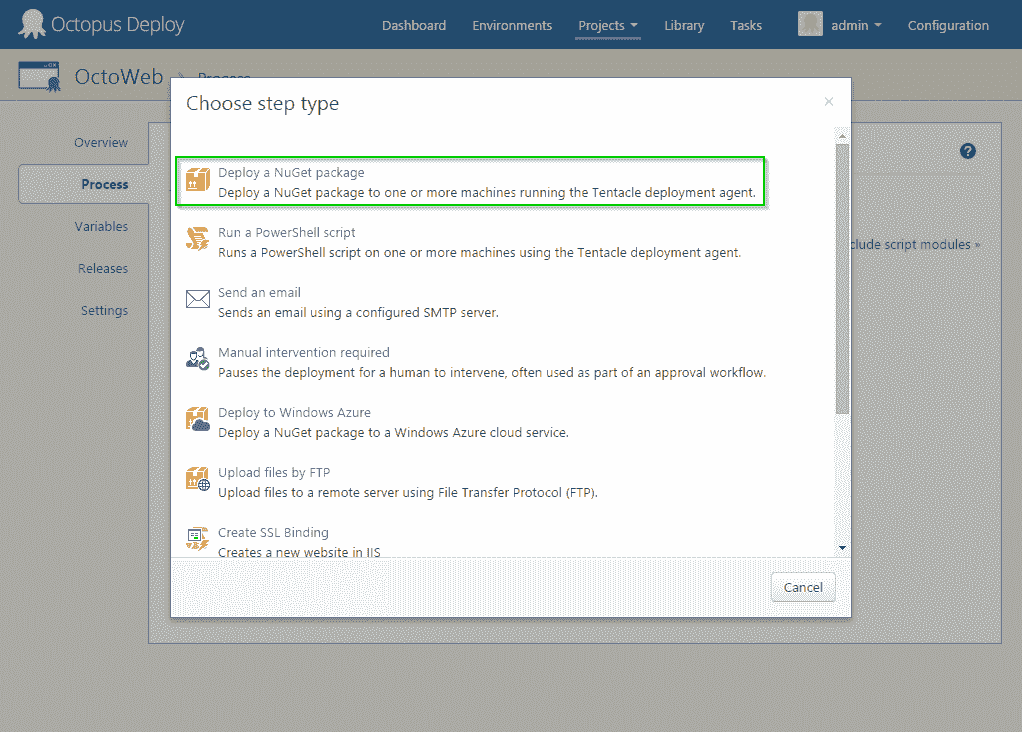 Octopus Deploy
Dashboard Environments Projects Library Tasks admin Configuration
OctoWeb Process
Choose step type
×
Overview
Process
Variables
Releases
Settings
Deploy a NuGet package
Deploy a NuGet package to one or more machines running the Tentacle deployment agent.
Run a PowerShell script
Runs a PowerShell script on one or more machines using the Tentacle deployment agent.
clude script modules »
Send an email
Sends an email using a configured SMTP server.
Manual intervention required
Pauses the deployment for a human to intervene, often used as part of an approval workflow.
Deploy to Windows Azure
Deploy a NuGet package to a Windows Azure cloud service.
Upload files by FTP
Upload files to a remote server using File Transfer Protocol (FTP).
Create SSL Binding
Creates a new website in IIS
Cancel